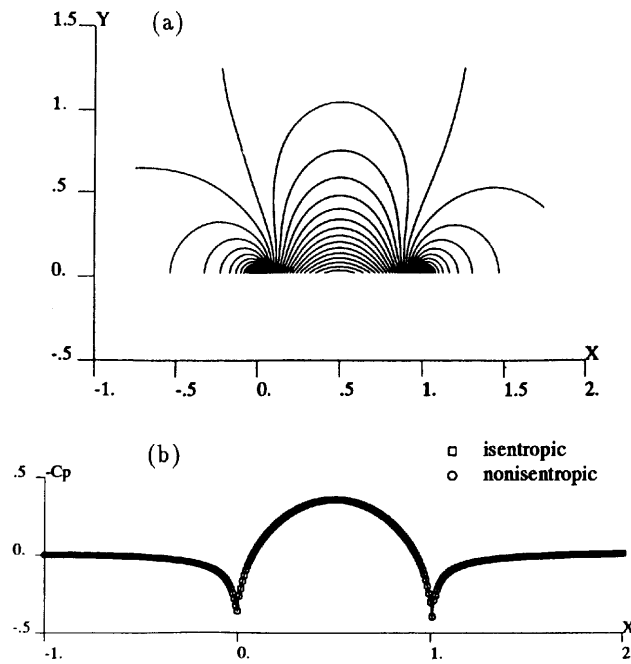 1.5 Y (a)
1.
.5
0.
-.5 X
-1. -.5 0. .5 1. 1.5 2.
(b)
□ isentropic
○ nonisentropic
.5 -Cp
0.
-.5 X
-1. 0. 1. 2